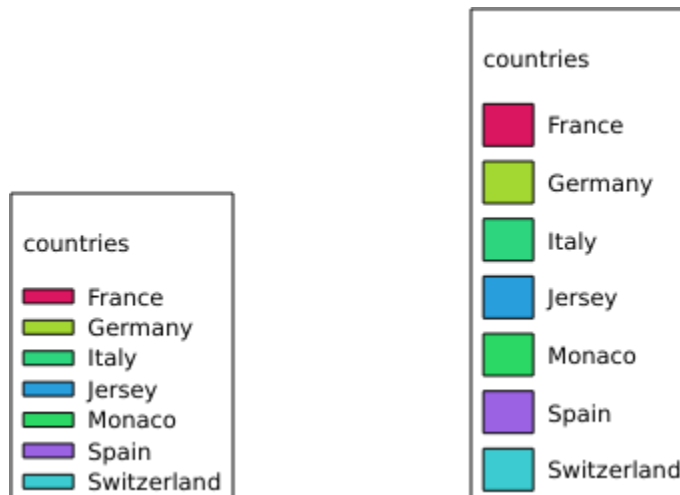 countries
France
Germany
Italy
Jersey
Monaco
Spain
Switzerland
countries
France
Germany
Italy
Jersey
Monaco
Spain
Switzerland